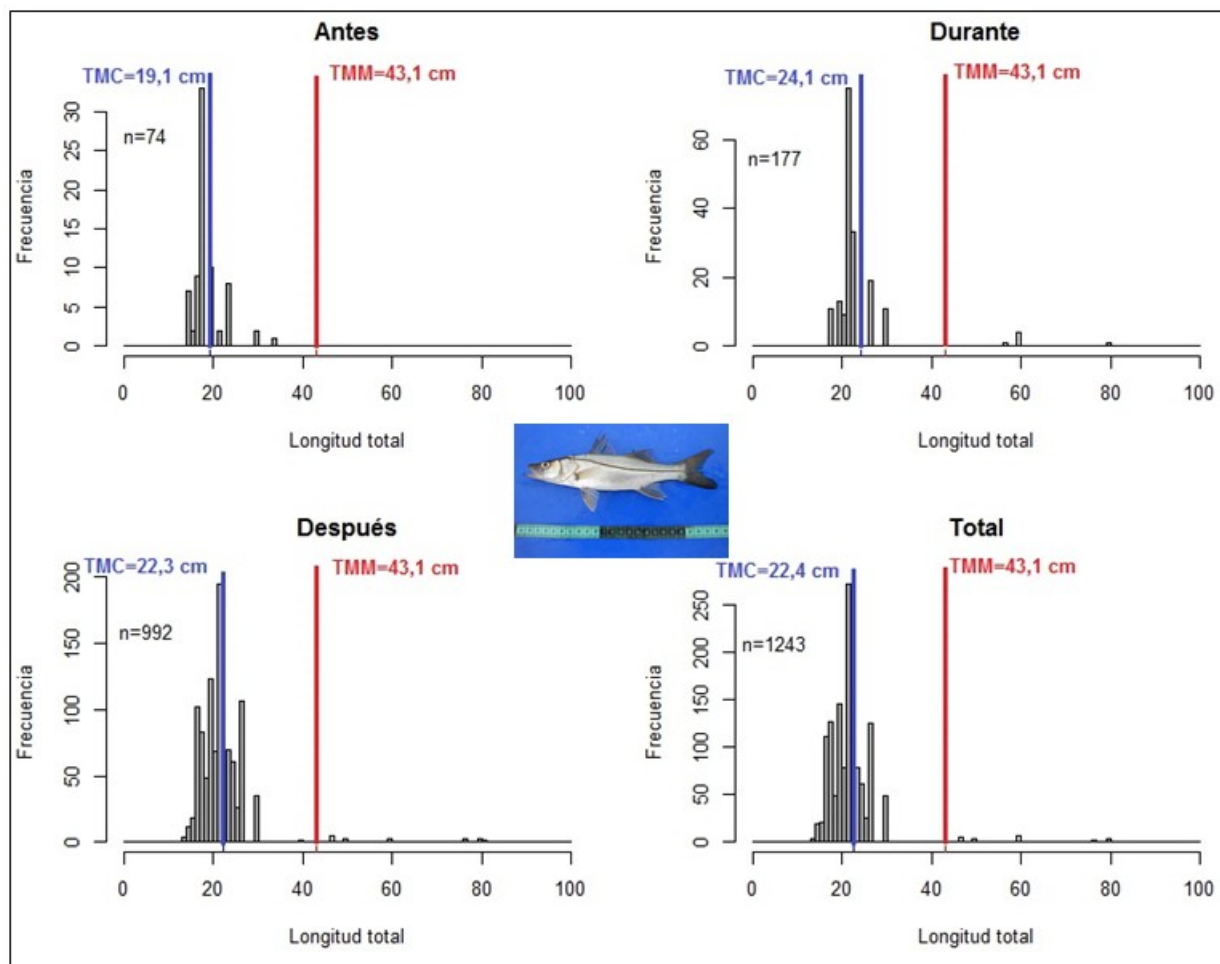 Antes
TMC=19,1 cm
TMM=43,1 cm
n=74
Frecuencia
0 5 10 15 20 25 30
0 20 40 60 80 100
Longitud total
Durante
TMC=24,1 cm
TMM=43,1 cm
n=177
Frecuencia
0 20 40 60
0 20 40 60 80 100
Longitud total
Después
TMC=22,3 cm
TMM=43,1 cm
n=992
Frecuencia
0 50 100 150 200
0 20 40 60 80 100
Longitud total
Total
TMC=22,4 cm
TMM=43,1 cm
n=1243
Frecuencia
0 50 100 150 200 250
0 20 40 60 80 100
Longitud total